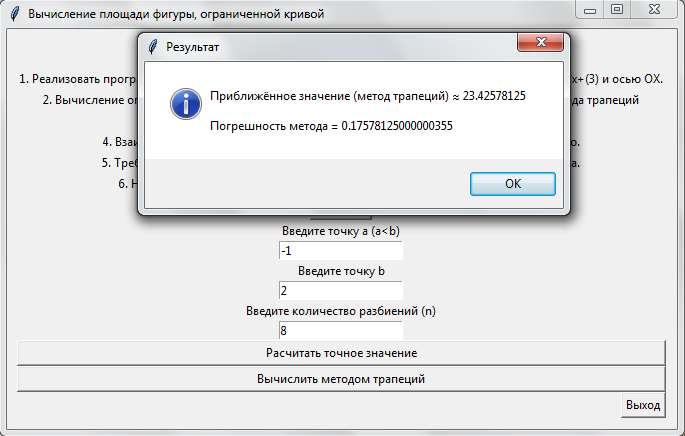 Вычисление площади фигуры, ограниченной кривой
Результат
Приближённое значение (метод трапеций) ≈ 23.42578125
Погрешность метода = 0.17578125000000355
OK
1. Реализовать прогр x+(3) и осью OX.
2. Вычисление о да трапеций
4. Вза о.
5. Треб а.
6. Н
Введите точку a (a<b)
-1
Введите точку b
2
Введите количество разбиений (n)
8
Расчитать точное значение
Вычислить методом трапеций
Выход